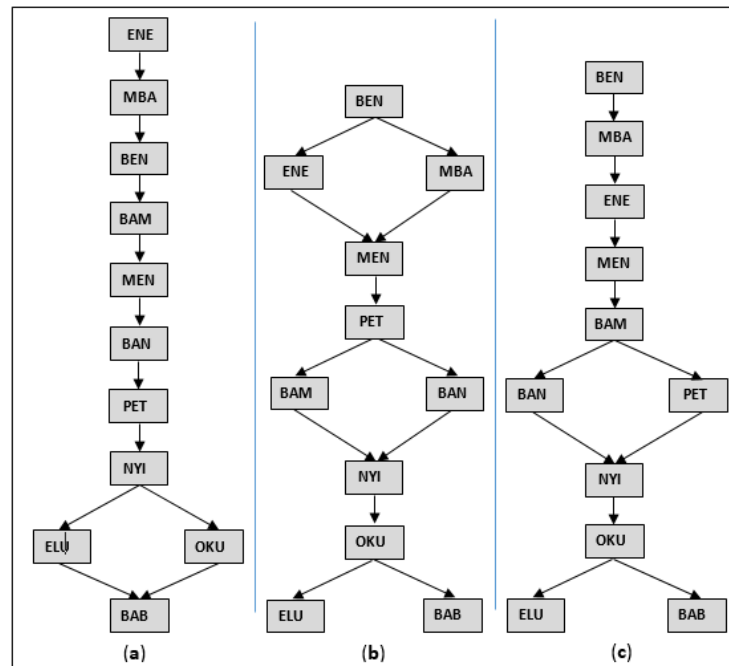 ENE
MBA
BEN
BAM
MEN
BAN
PET
NYI
ELU OKU
BAB
(a)
BEN
ENE MBA
MEN
PET
BAM BAN
NYI
OKU
ELU BAB
(b)
BEN
MBA
ENE
MEN
BAM
BAN PET
NYI
OKU
ELU BAB
(c)